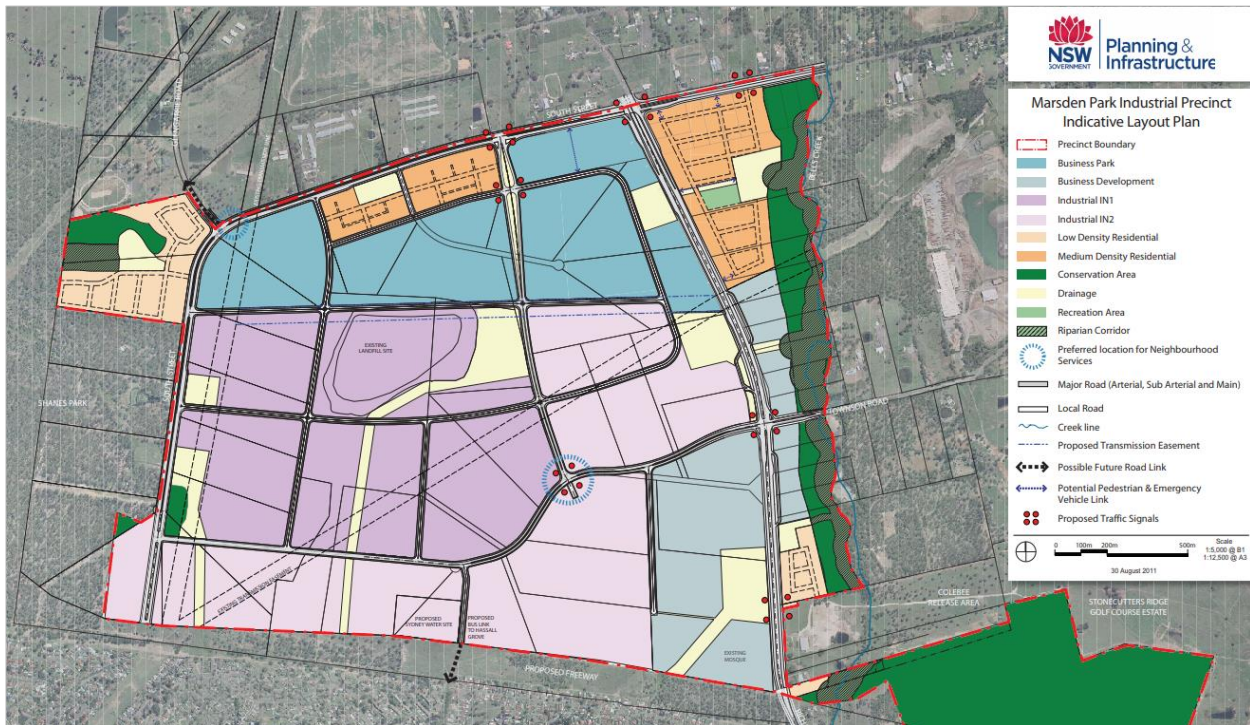 NSW
GOVERNMENT
Planning &
Infrastructure
Marsden Park Industrial Precinct
Indicative Layout Plan
Precinct Boundary
Business Park
Business Development
Industrial IN1
Industrial IN2
Low Density Residential
Medium Density Residential
Conservation Area
Drainage
Recreation Area
Riparian Corridor
Preferred location for Neighbourhood
Services
Major Road (Arterial, Sub Arterial and Main)
Local Road
Creek line
Proposed Transmission Easement
Possible Future Road Link
Potential Pedestrian & Emergency
Vehicle Link
Proposed Traffic Signals
0 100m 200m 500m
Scale
1:5,000 @ B1
1:12,500 @ A3
30 August 2011
SOUTH STREET
EXISTING
LANDFILL SITE
SHANES PARK
SOUTH STREET
TOWNSON ROAD
EXISTING TRANSMISSION EASEMENT
PROPOSED
SYDNEY WATER SITE
PROPOSED
BUS LINK
TO HASSALL
GROVE
EXISTING
MOSQUE
PROPOSED FREEWAY
COLEBEE
RELEASE AREA
STONECUTTERS RIDGE
GOLF COURSE ESTATE